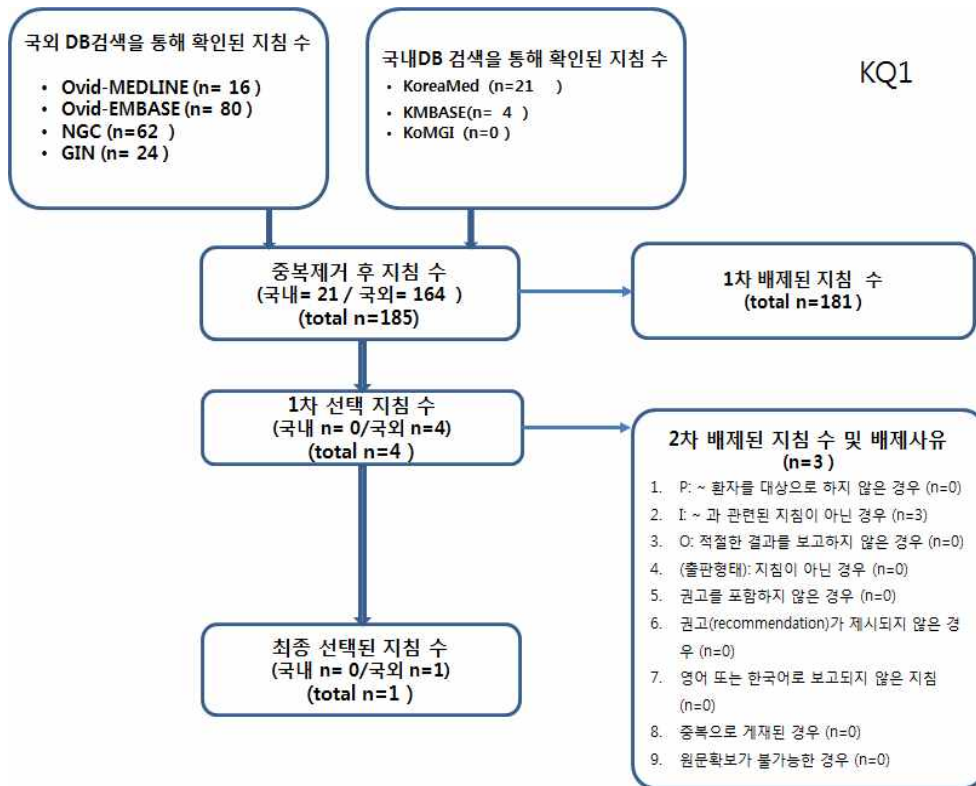 국외 DB검색을 통해 확인된 지침 수
• Ovid-MEDLINE (n= 16 )
• Ovid-EMBASE (n= 80 )
• NGC (n=62 )
• GIN (n= 24 )
국내DB 검색을 통해 확인된 지침 수
• KoreaMed (n=21 )
• KMBASE(n= 4 )
• KoMGI (n=0 )
KQ1
중복제거 후 지침 수
(국내= 21 / 국외= 164 )
(total n=185)
1차 배제된 지침 수
(total n=181 )
1차 선택 지침 수
(국내 n= 0/국외 n=4)
(total n=4 )
2차 배제된 지침 수 및 배제사유
(n=3 )
1. P: ~ 환자를 대상으로 하지 않은 경우 (n=0)
2. I: ~ 과 관련된 지침이 아닌 경우 (n=3)
3. O: 적절한 결과를 보고하지 않은 경우 (n=0)
4. (출판형태): 지침이 아닌 경우 (n=0)
5. 권고를 포함하지 않은 경우 (n=0)
6. 권고(recommendation)가 제시되지 않은 경
우 (n=0)
7. 영어 또는 한국어로 보고되지 않은 지침
(n=0)
8. 중복으로 게재된 경우 (n=0)
9. 원문확보가 불가능한 경우 (n=0)
최종 선택된 지침 수
(국내 n= 0/국외 n=1)
(total n=1 )